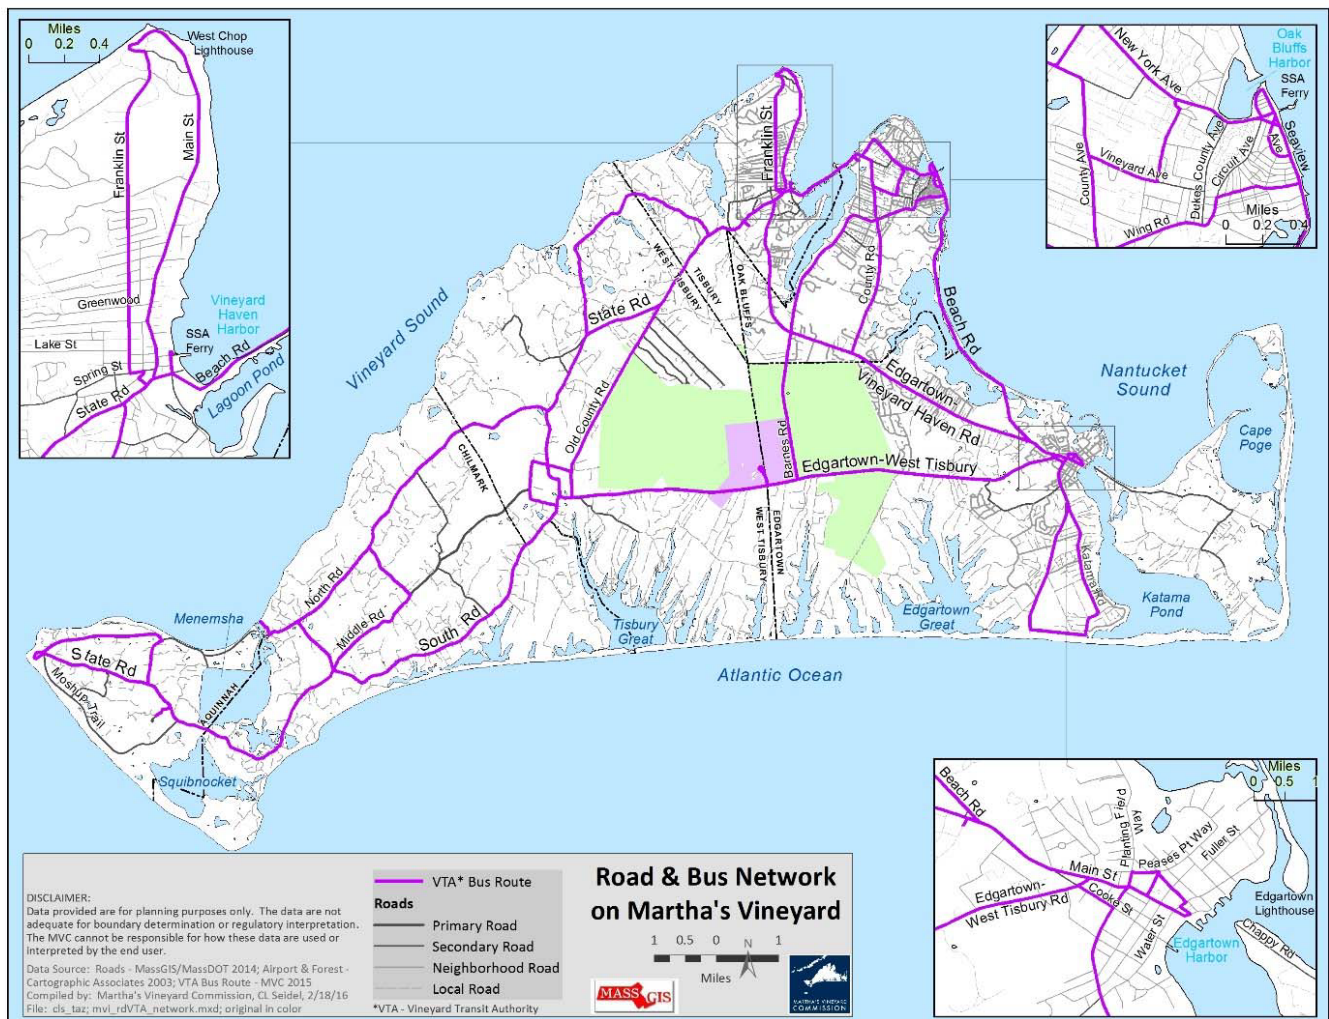 Miles
0 0.2 0.4
West Chop
Lighthouse
Franklin St
Main St
Greenwood
Vineyard
Haven
Harbor
Lake St
SSA
Ferry
Spring St
Beach Rd
State Rd
Lagoon Pond
New York Ave
Oak
Bluffs
Harbor
SSA
Ferry
Seaview
Ave
County Ave
Vineyard Ave
Dukes County Ave
Circuit Ave
Wing Rd
Miles
0 0.2 0.4
Franklin St
Vineyard Sound
WEST TISBURY
TISBURY
OAK BLUFFS
State Rd
County Rd
Beach Rd
Nantucket
Sound
Cape
Poge
Old County Rd
Edgartown-
Vineyard Haven Rd
Barnes Rd
Edgartown-West Tisbury
CHILMARK
EDGARTOWN
WEST TISBURY
Katama Rd
Katama
Pond
North Rd
Middle Rd
South Rd
Menemsha
Tisbury
Great
Edgartown
Great
State Rd
Moshup Trail
AQUINNAH
Squibnocket
Atlantic Ocean
Miles
0 0.5 1
Beach Rd
Planting Field
Way
Peases Pt Way
Fuller St
Main St
Edgartown-
West Tisbury Rd
Cooke St
Water St
Edgartown
Lighthouse
Edgartown
Harbor
Chappy Rd
DISCLAIMER:
Data provided are for planning purposes only. The data are not
adequate for boundary determination or regulatory interpretation.
The MVC cannot be responsible for how these data are used or
interpreted by the end user.
Data Source: Roads - MassGIS/MassDOT 2014; Airport & Forest -
Cartographic Associates 2003; VTA Bus Route - MVC 2015
Compiled by: Martha's Vineyard Commission, CL Seidel, 2/18/16
File: cls_taz; mvi_rdVTA_network.mxd; original in color
VTA* Bus Route
Roads
Primary Road
Secondary Road
Neighborhood Road
Local Road
*VTA - Vineyard Transit Authority
Road & Bus Network
on Martha's Vineyard
1 0.5 0 N 1
Miles
MASS GIS
MARTHA'S VINEYARD
COMMISSION